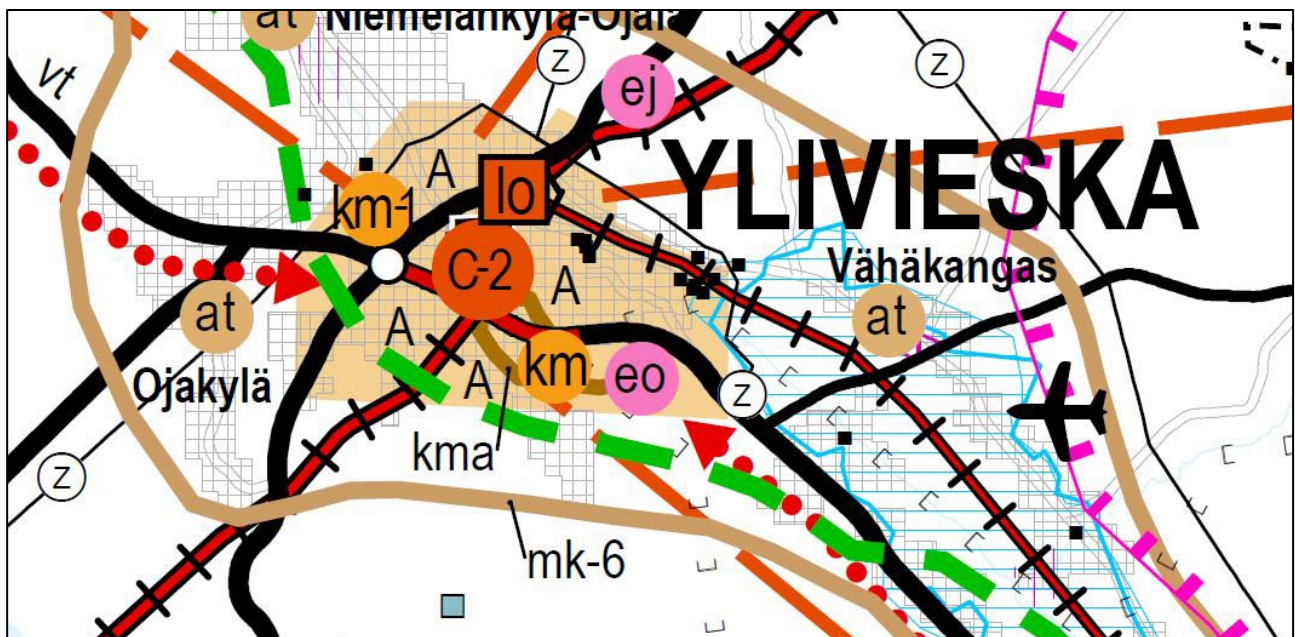 at
Niemelänkylä-Ojala
z
z
vt
ej
A
lo
YLIVIESKA
km-1
C-2
A
Vähäkangas
at
at
A
A
km
eo
Ojakylä
z
kma
z
mk-6